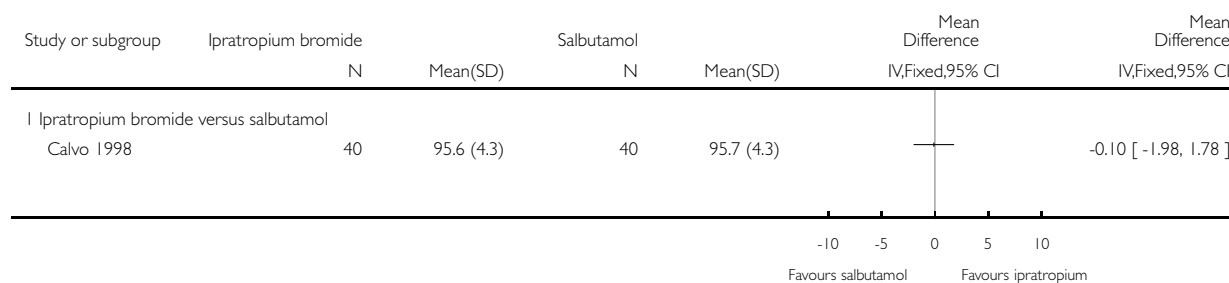 Study or subgroup Ipratropium bromide Salbutamol Mean Difference Mean Difference
N Mean(SD) N Mean(SD) IV,Fixed,95% CI IV,Fixed,95% CI
1 Ipratropium bromide versus salbutamol
Calvo 1998 40 95.6 (4.3) 40 95.7 (4.3) -0.10 [ -1.98, 1.78 ]
-10 -5 0 5 10
Favours salbutamol Favours ipratropium